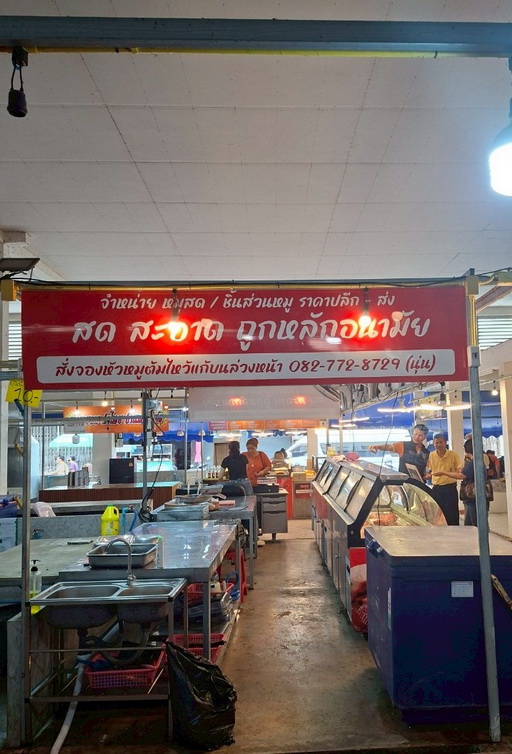 จำหน่าย หมูสด / ชิ้นส่วนหมู ราคาปลีก - ส่ง
สด สะอาด ถูกหลักอนามัย
สั่งจองหัวหมูต้มไหว้แก้บนล่วงหน้า 082-772-8729 (นุ่น)